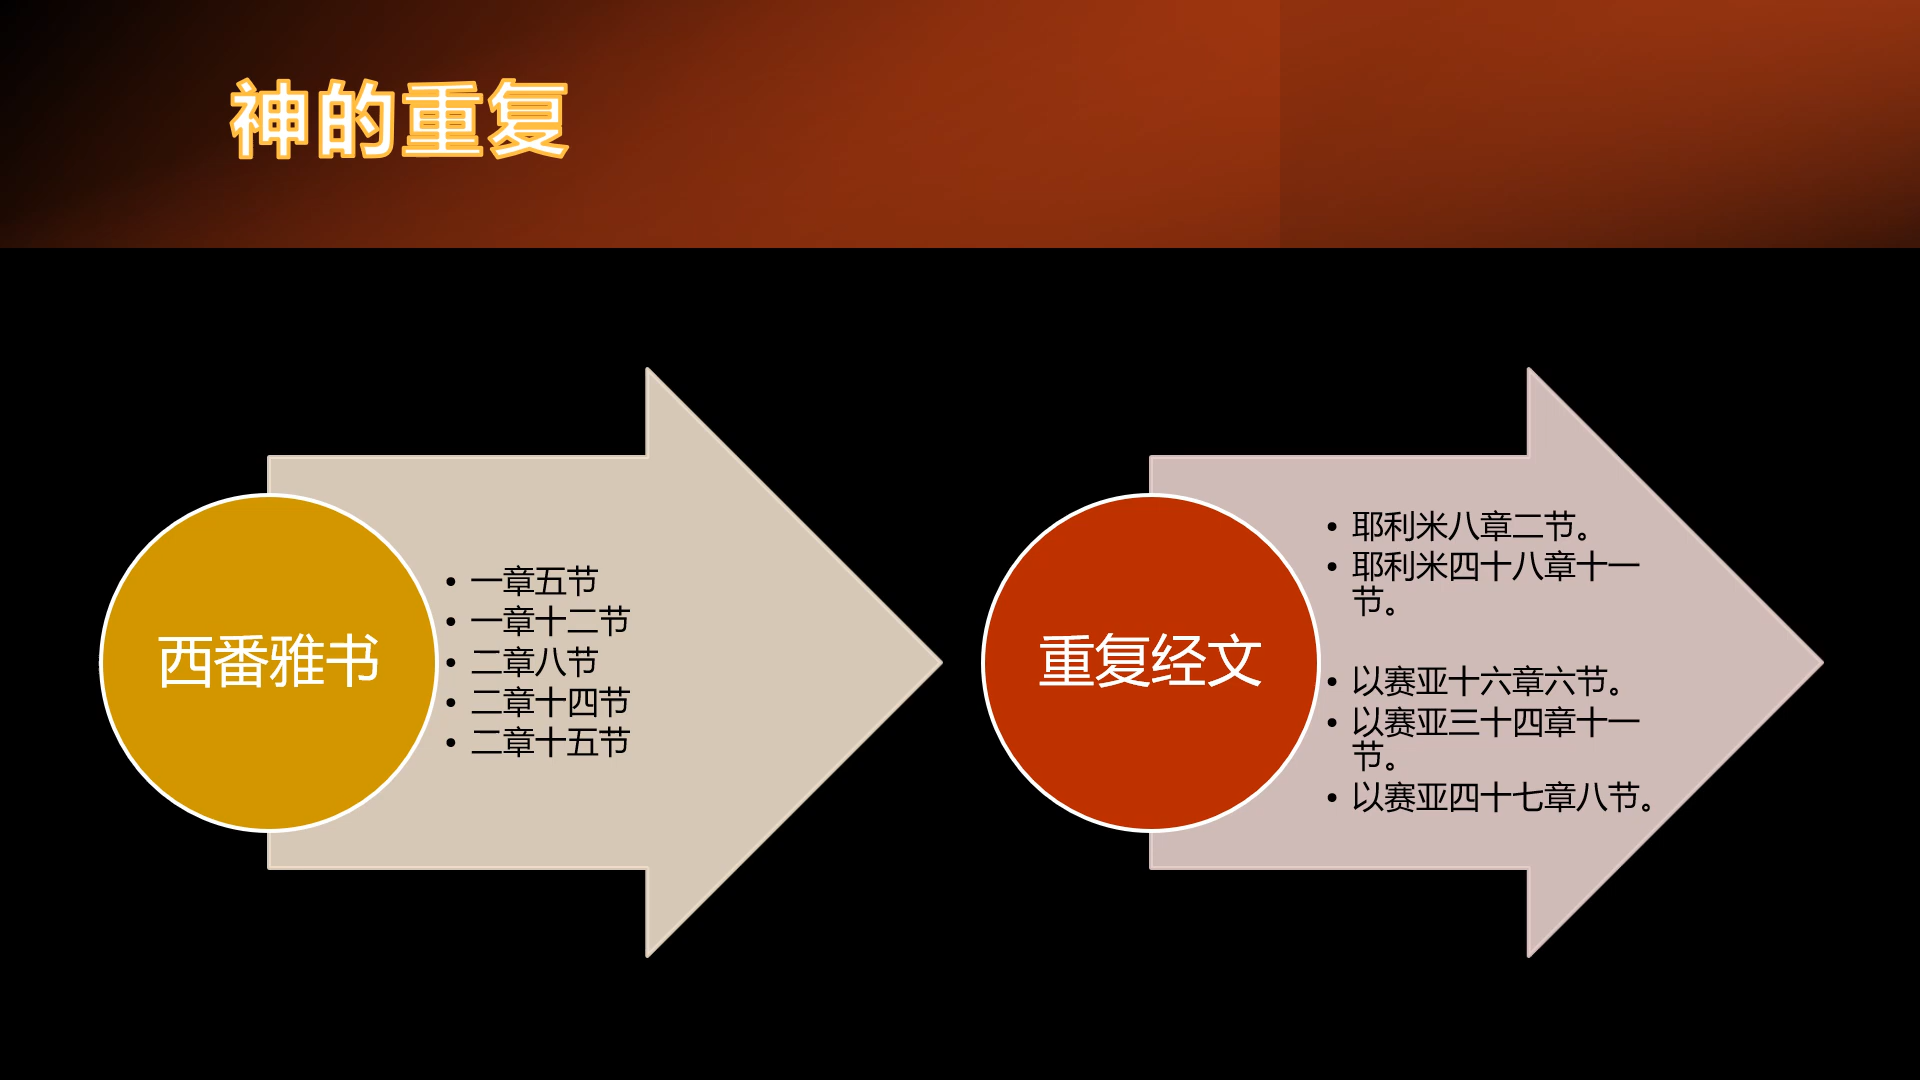 神的重复
西番雅书
• 一章五节
• 一章十二节
• 二章八节
• 二章十四节
• 二章十五节
重复经文
• 耶利米八章二节。
• 耶利米四十八章十一
节。
• 以赛亚十六章六节。
• 以赛亚三十四章十一
节。
• 以赛亚四十七章八节。